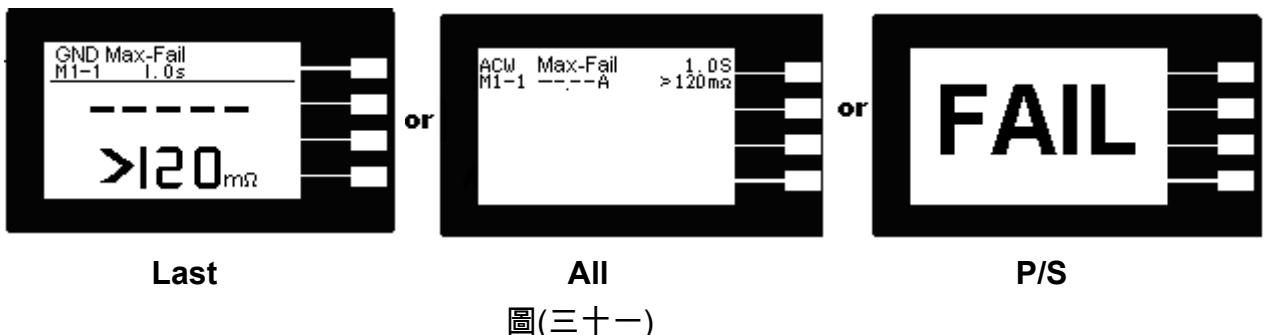 GND Max-Fail
M1-1 1.0s
-----
>120mΩ
or
ACW Max-Fail 1.0S
M1-1 --.--A >120mΩ
or
FAIL
Last
All
P/S
圖(三十一)